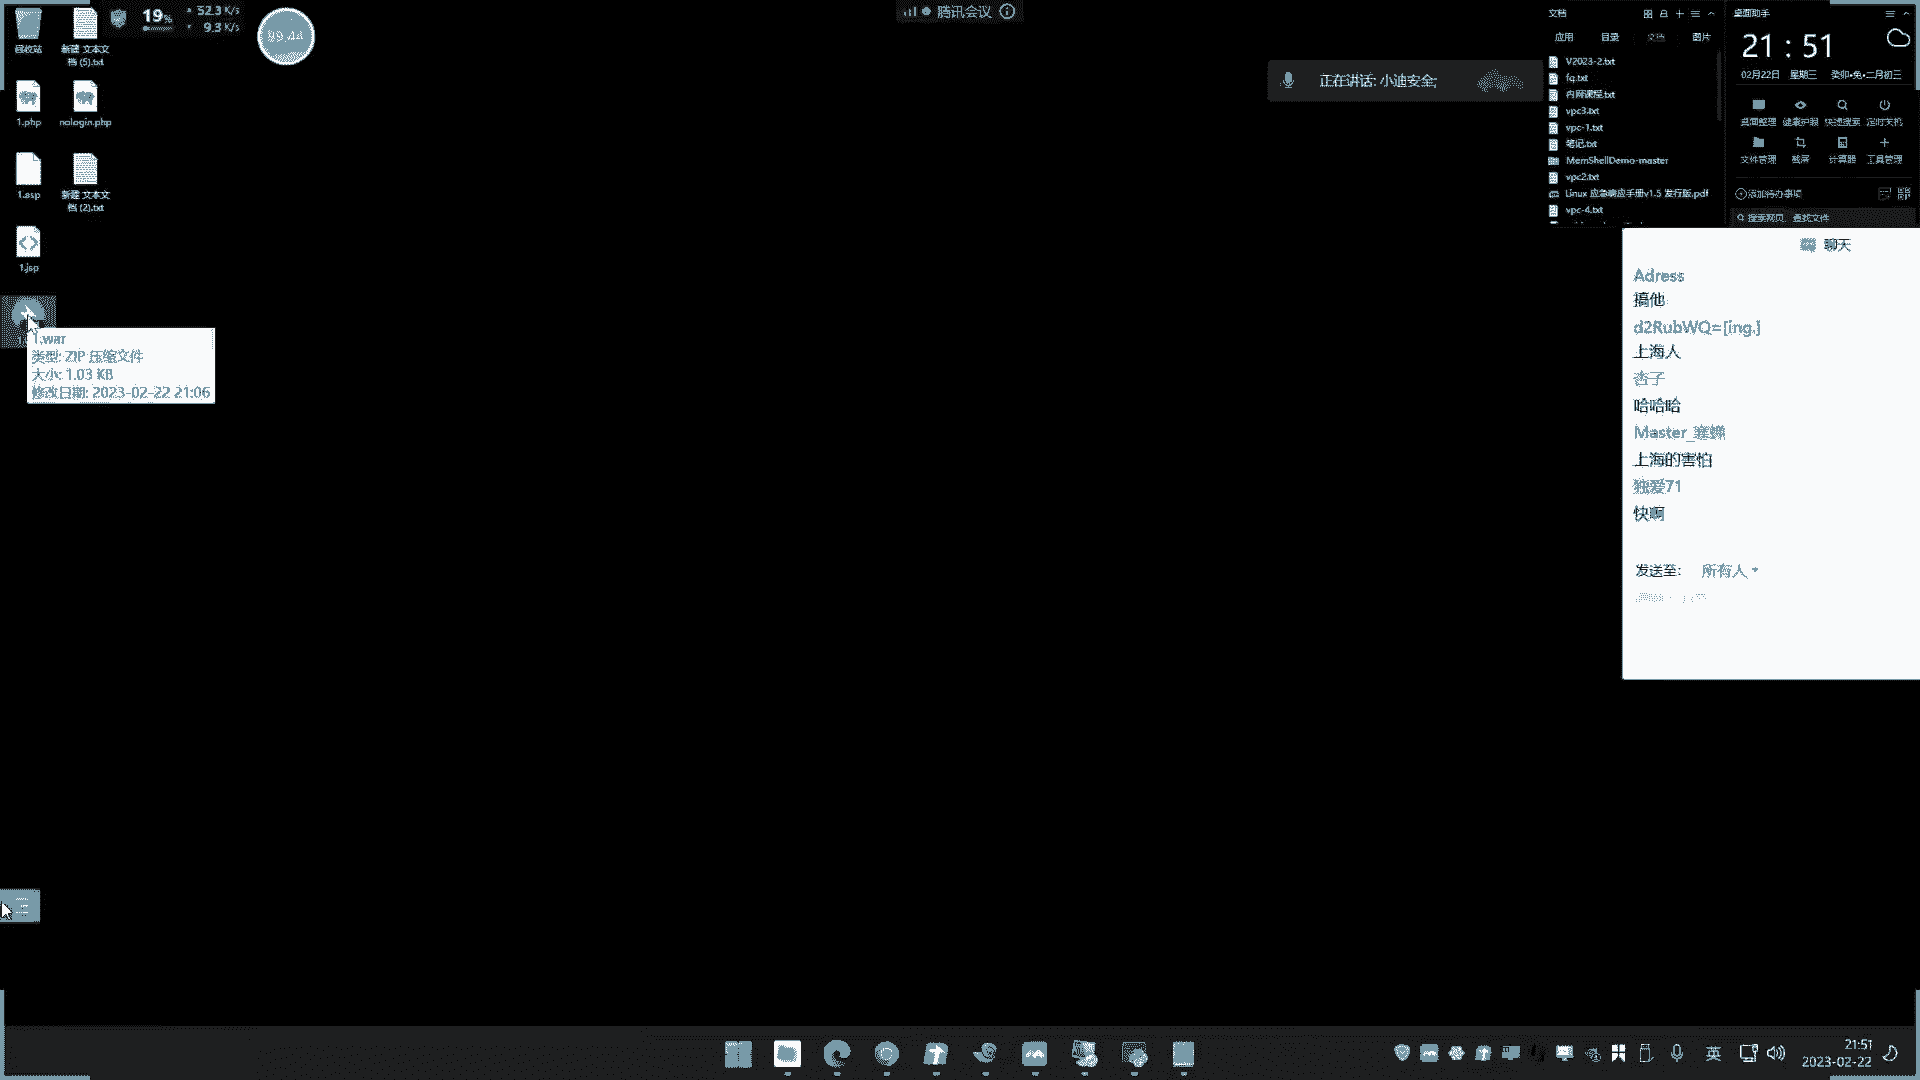 回收站
新建 文本文
档 (5).txt
19%
52.3 K/s
9.3 K/s
99.44
腾讯会议
1.php
nologin.php
1.asp
新建 文本文
档 (2).txt
1.jsp
1.war
类型: ZIP 压缩文件
大小: 1.03 KB
修改日期: 2023-02-22 21:06
正在讲话: 小迪安全;
文档
应用
目录
文档
图片
V2023-2.txt
fq.txt
内网课程.txt
vpc3.txt
vpc-1.txt
笔记.txt
MemShellDemo-master
vpc2.txt
Linux 应急响应手册v1.5 发行版.pdf
vpc-4.txt
桌面助手
21 : 51
02月22日 星期三 癸卯•兔•二月初三
桌面整理 健康护眼 快速搜索 定时关机
文件管理 截屏 计算器 工具管理
添加待办事项
搜索网页、查找文件
聊天
Adress
搞他
d2RubWQ=[ing.]
上海人
杏子
哈哈哈
Master_
上海的害怕
独爱71
快啊
发送至: 所有人
英
21:51
2023-02-22